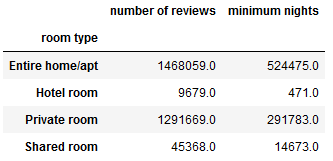 number of reviews minimum nights
room type
Entire home/apt 1468059.0 524475.0
Hotel room 9679.0 471.0
Private room 1291669.0 291783.0
Shared room 45368.0 14673.0